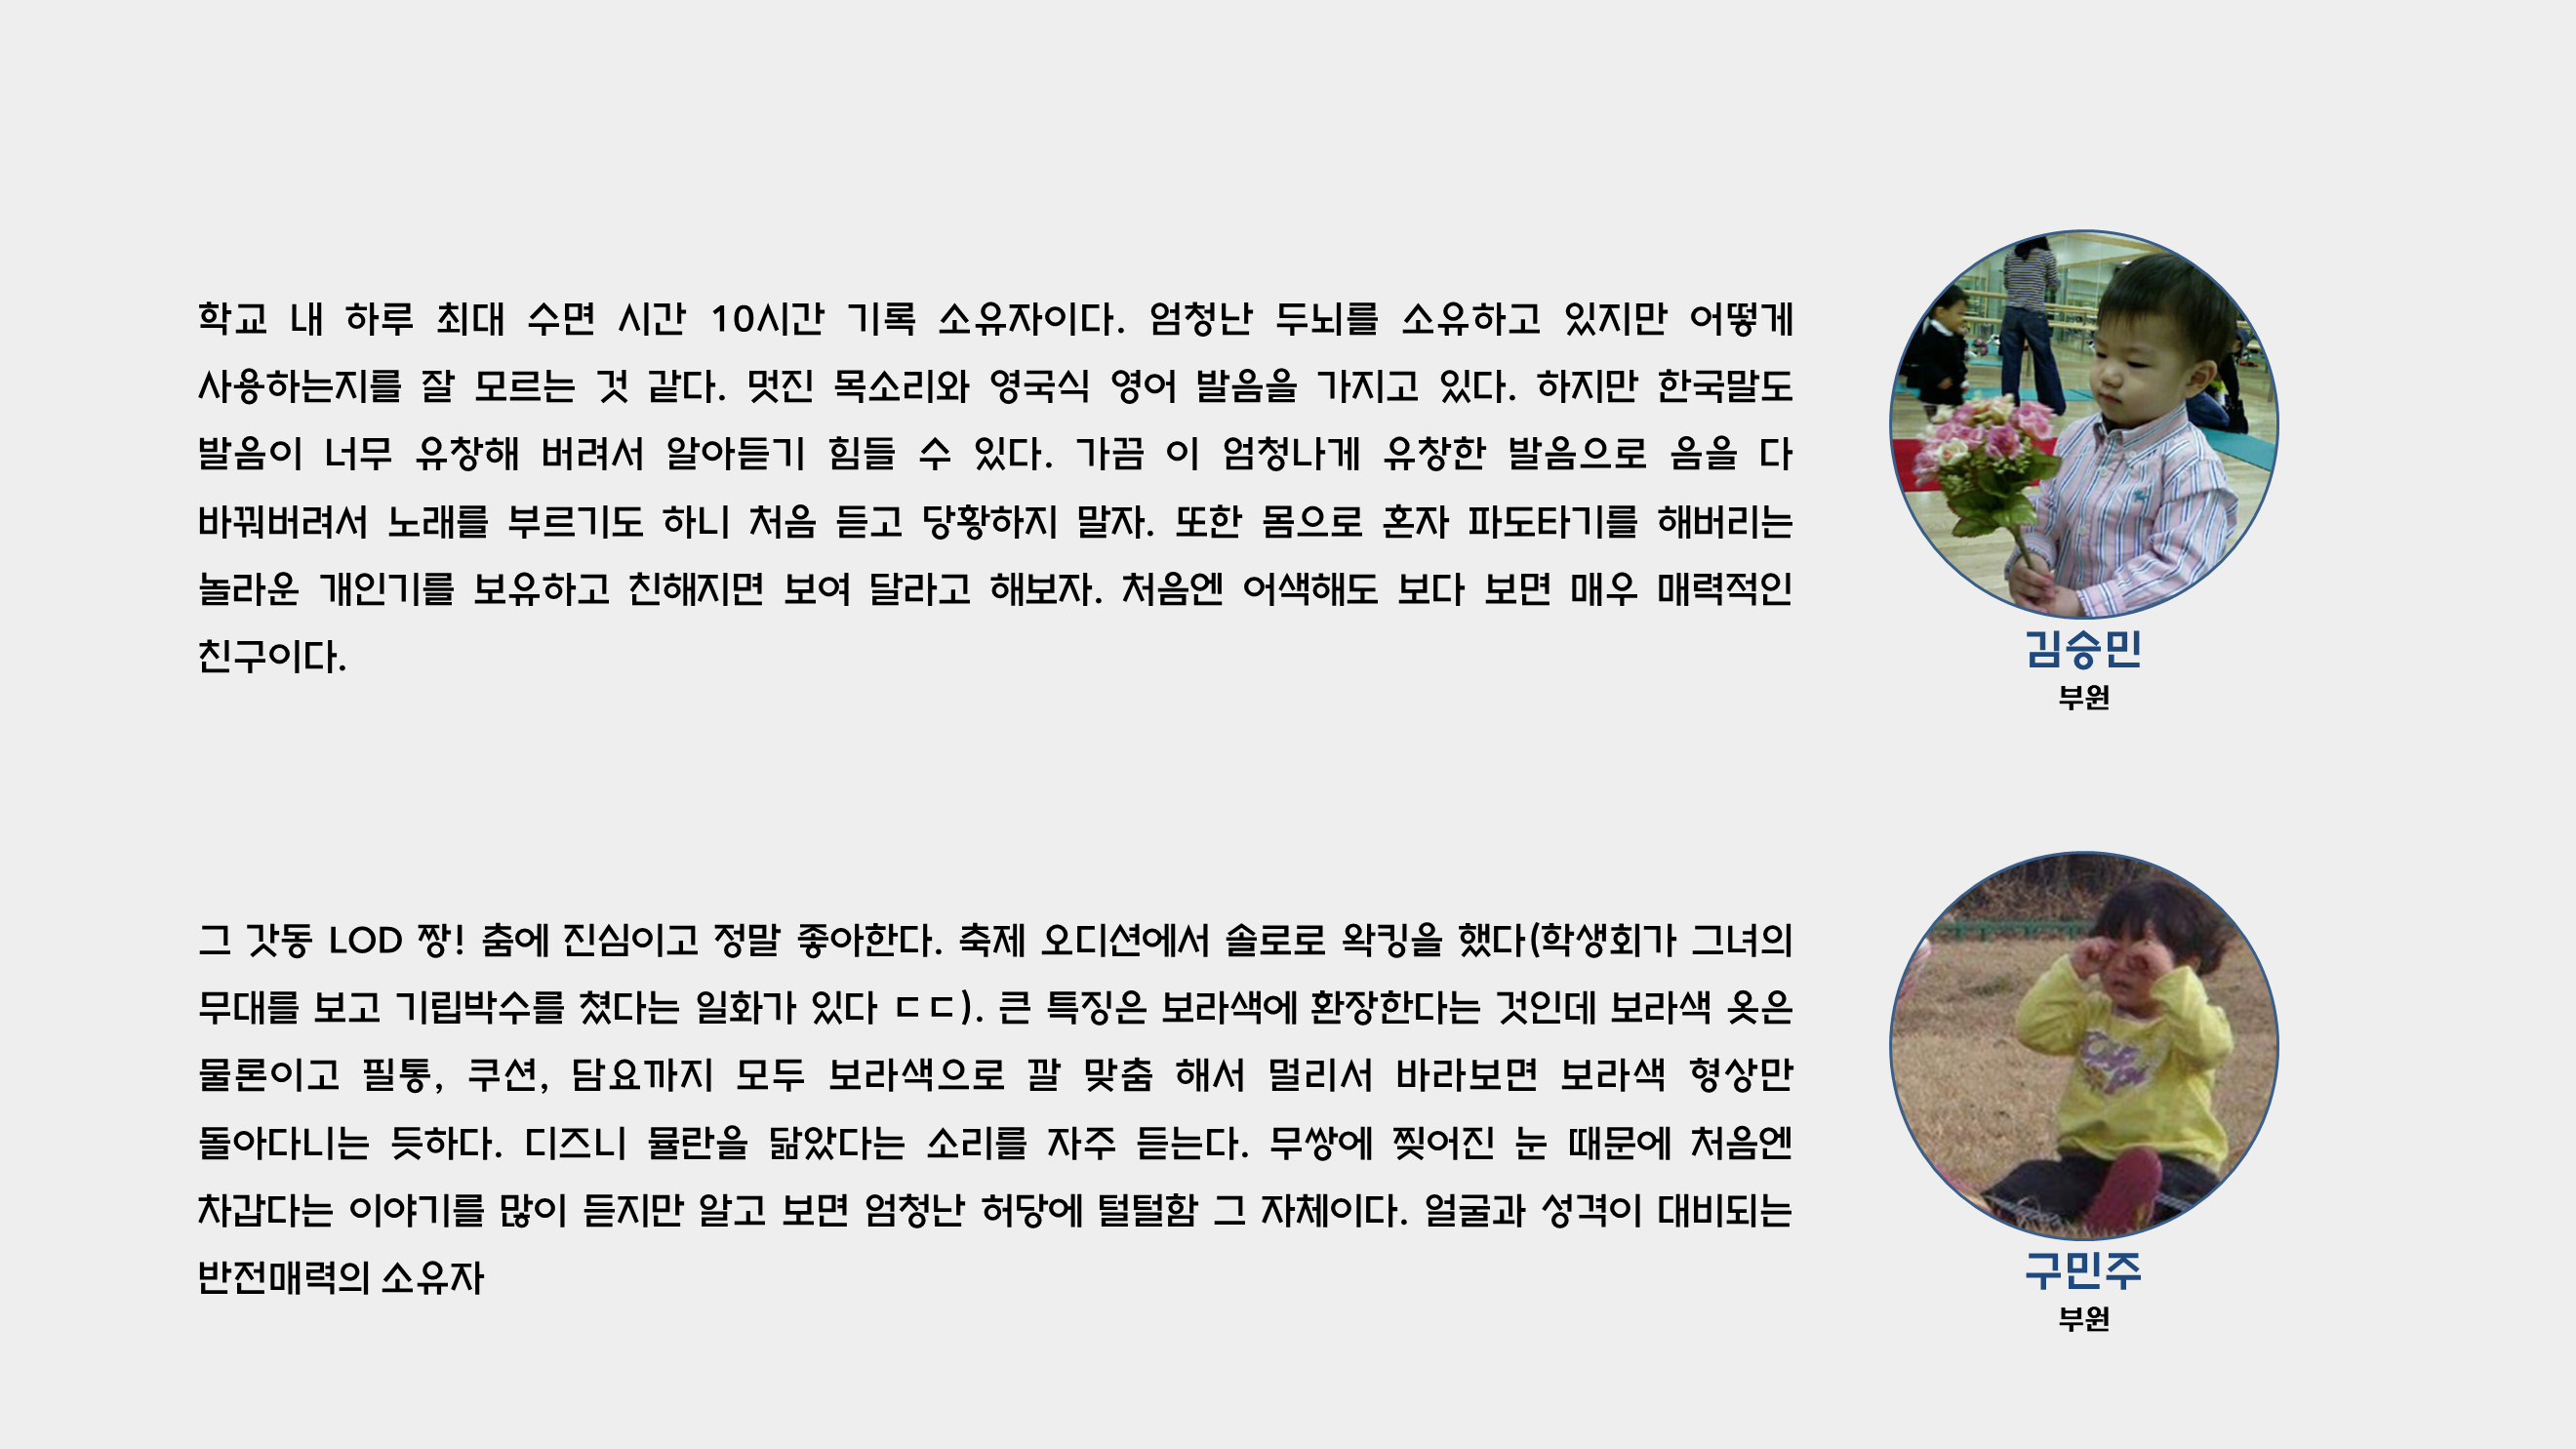 학교 내 하루 최대 수면 시간 10시간 기록 소유자이다. 엄청난 두뇌를 소유하고 있지만 어떻게
사용하는지를 잘 모르는 것 같다. 멋진 목소리와 영국식 영어 발음을 가지고 있다. 하지만 한국말도
발음이 너무 유창해 버려서 알아듣기 힘들 수 있다. 가끔 이 엄청나게 유창한 발음으로 음을 다
바꿔버려서 노래를 부르기도 하니 처음 듣고 당황하지 말자. 또한 몸으로 혼자 파도타기를 해버리는
놀라운 개인기를 보유하고 친해지면 보여 달라고 해보자. 처음엔 어색해도 보다 보면 매우 매력적인
친구이다.
김승민
부원
그 갓동 LOD 짱! 춤에 진심이고 정말 좋아한다. 축제 오디션에서 솔로로 왁킹을 했다(학생회가 그녀의
무대를 보고 기립박수를 쳤다는 일화가 있다 ㄷㄷ). 큰 특징은 보라색에 환장한다는 것인데 보라색 옷은
물론이고 필통, 쿠션, 담요까지 모두 보라색으로 깔 맞춤 해서 멀리서 바라보면 보라색 형상만
돌아다니는 듯하다. 디즈니 뮬란을 닮았다는 소리를 자주 듣는다. 무쌍에 찢어진 눈 때문에 처음엔
차갑다는 이야기를 많이 듣지만 알고 보면 엄청난 허당에 털털함 그 자체이다. 얼굴과 성격이 대비되는
반전매력의 소유자
구민주
부원